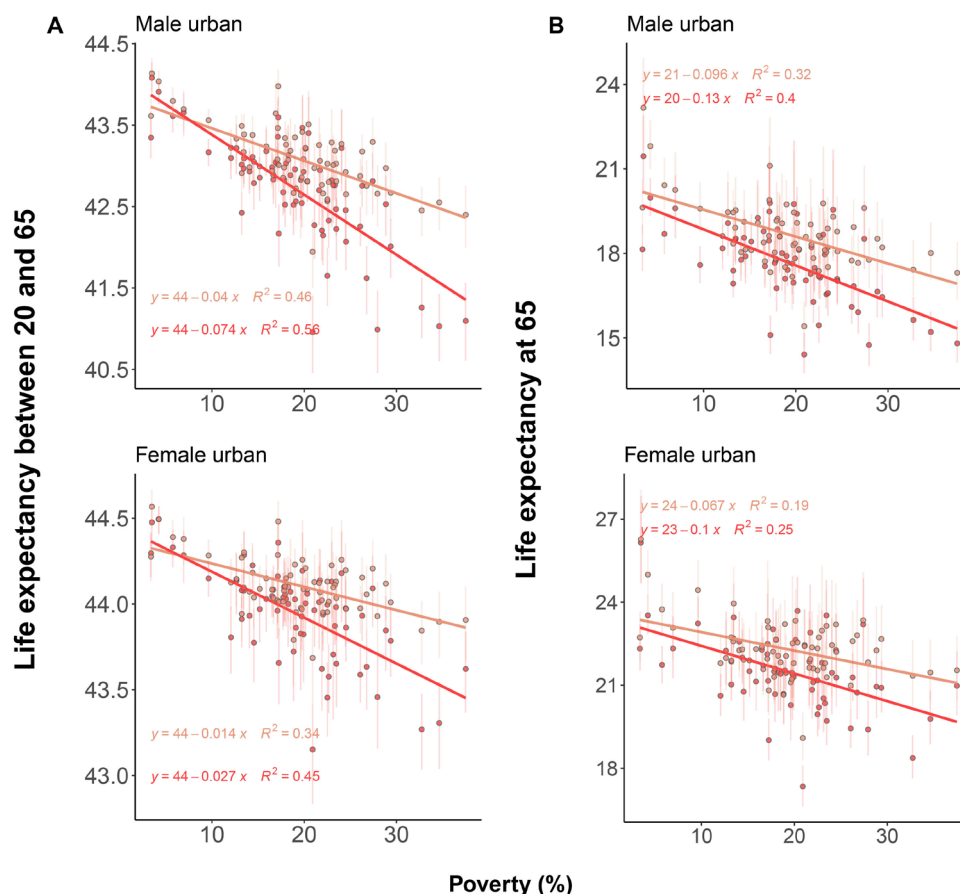 A
Male urban
44.5
43.5
42.5
41.5
40.5
y = 44 − 0.04 x R² = 0.46
y = 44 − 0.074 x R² = 0.56
10 20 30
Female urban
44.5
44.0
43.5
43.0
y = 44 − 0.014 x R² = 0.34
y = 44 − 0.027 x R² = 0.45
10 20 30
Life expectancy between 20 and 65
B
Male urban
24
21
18
15
y = 21 − 0.096 x R² = 0.32
y = 20 − 0.13 x R² = 0.4
10 20 30
Female urban
27
24
21
18
y = 24 − 0.067 x R² = 0.19
y = 23 − 0.1 x R² = 0.25
10 20 30
Life expectancy at 65
Poverty (%)